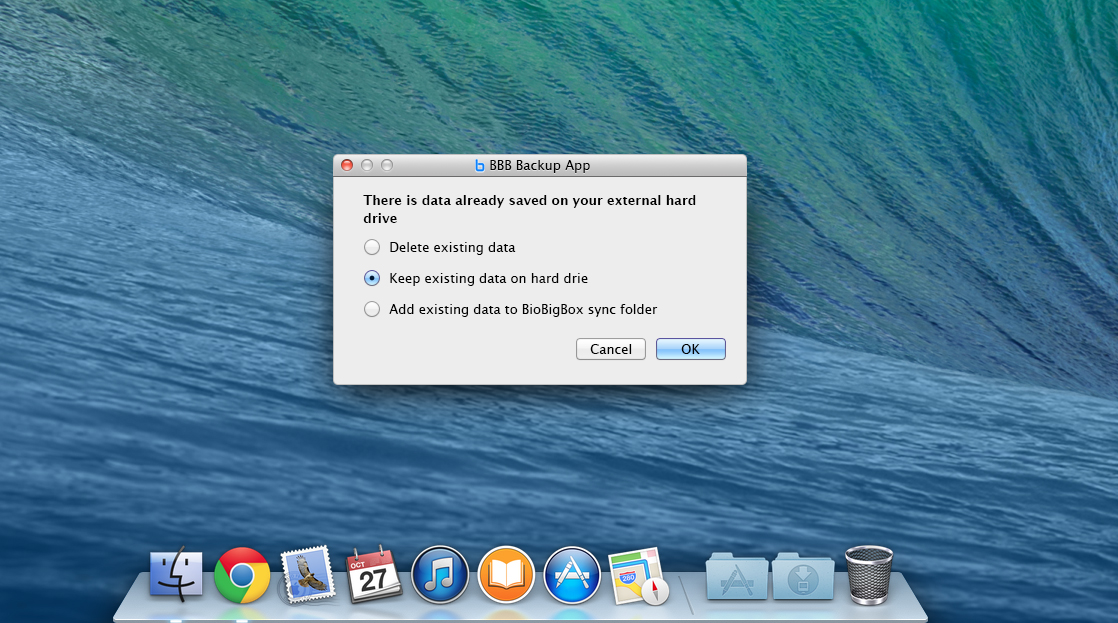 b BBB Backup App
There is data already saved on your external hard
drive
Delete existing data
Keep existing data on hard drie
Add existing data to BioBigBox sync folder
Cancel OK
OCT
27
280